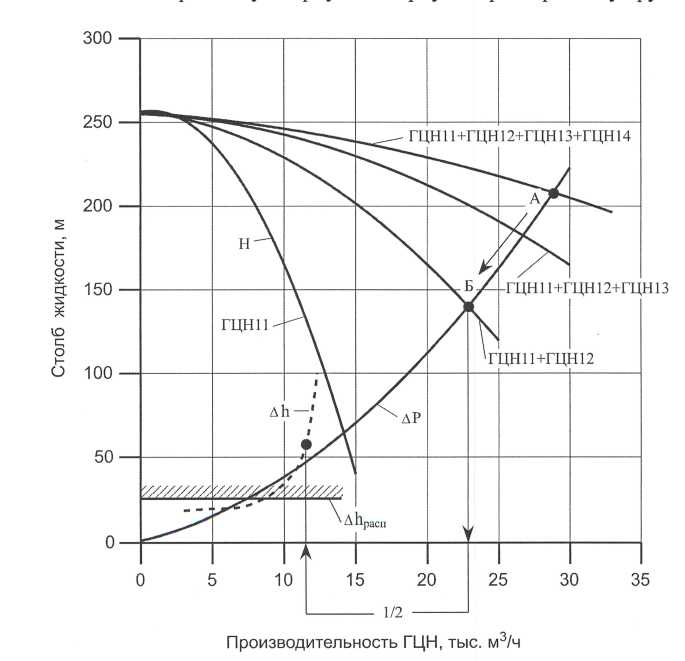 300
250
200
150
100
50
0
Столб жидкости, м
ГЦН11+ГЦН12+ГЦН13+ГЦН14
А
Н
Б
ГЦН11+ГЦН12+ГЦН13
ГЦН11
ГЦН11+ГЦН12
Δh
ΔP
Δhрасп
0 5 10 15 20 25 30 35
1/2
Производительность ГЦН, тыс. м³/ч